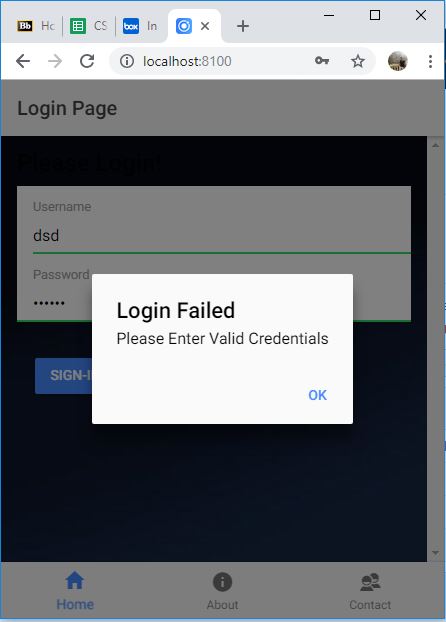 Bb Ho
CS
box In
localhost:8100
Login Page
Please Login!
Username
dsd
Password
••••••
Login Failed
Please Enter Valid Credentials
OK
SIGN-I
Home
About
Contact